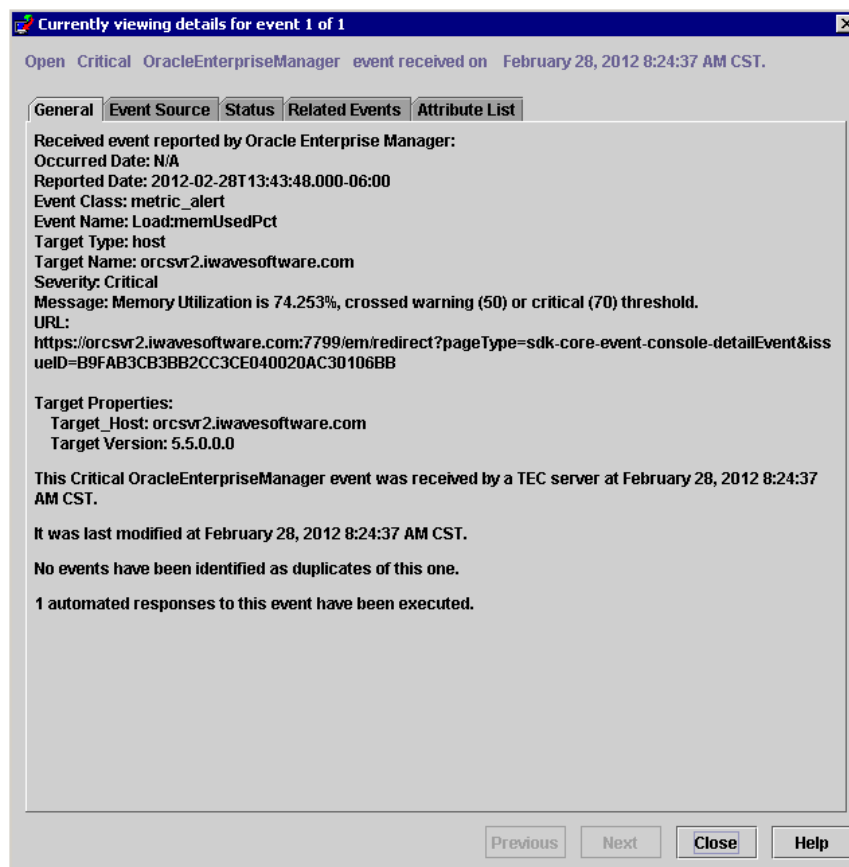 Currently viewing details for event 1 of 1
Open Critical OracleEnterpriseManager event received on February 28, 2012 8:24:37 AM CST.
General Event Source Status Related Events Attribute List
Received event reported by Oracle Enterprise Manager:
Occurred Date: N/A
Reported Date: 2012-02-28T13:43:48.000-06:00
Event Class: metric_alert
Event Name: Load:memUsedPct
Target Type: host
Target Name: orcsvr2.iwavesoftware.com
Severity: Critical
Message: Memory Utilization is 74.253%, crossed warning (50) or critical (70) threshold.
URL:
https://orcsvr2.iwavesoftware.com:7799/em/redirect?pageType=sdk-core-event-console-detailEvent&iss
ueID=B9FAB3CB3BB2CC3CE040020AC30106BB
Target Properties:
Target_Host: orcsvr2.iwavesoftware.com
Target Version: 5.5.0.0.0
This Critical OracleEnterpriseManager event was received by a TEC server at February 28, 2012 8:24:37
AM CST.
It was last modified at February 28, 2012 8:24:37 AM CST.
No events have been identified as duplicates of this one.
1 automated responses to this event have been executed.
Previous Next Close Help